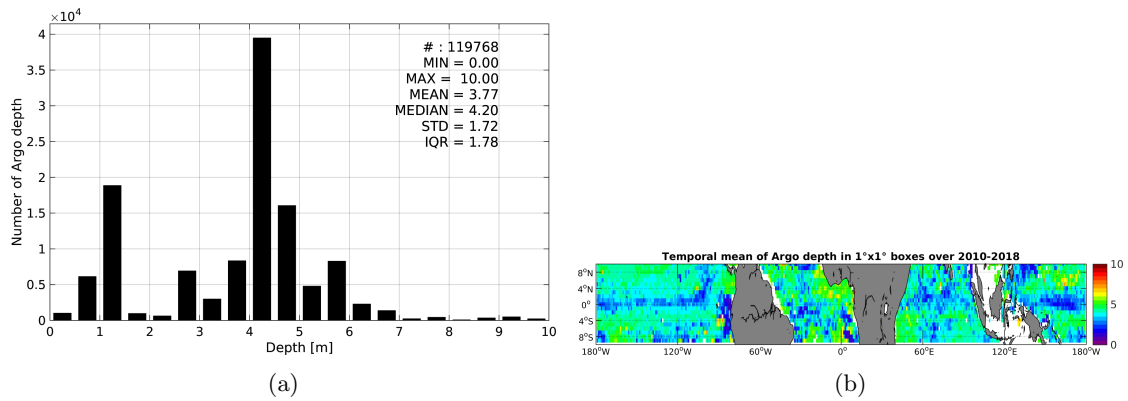 ×10⁴
4
3.5
3
2.5
2
1.5
1
0.5
0
Number of Argo depth
# : 119768
MIN = 0.00
MAX = 10.00
MEAN = 3.77
MEDIAN = 4.20
STD = 1.72
IQR = 1.78
0 1 2 3 4 5 6 7 8 9 10
Depth [m]
(a)
Temporal mean of Argo depth in 1°x1° boxes over 2010-2018
8°N
4°N
0°
4°S
8°S
180°W 120°W 60°W 0° 60°E 120°E 180°W
10
5
0
(b)